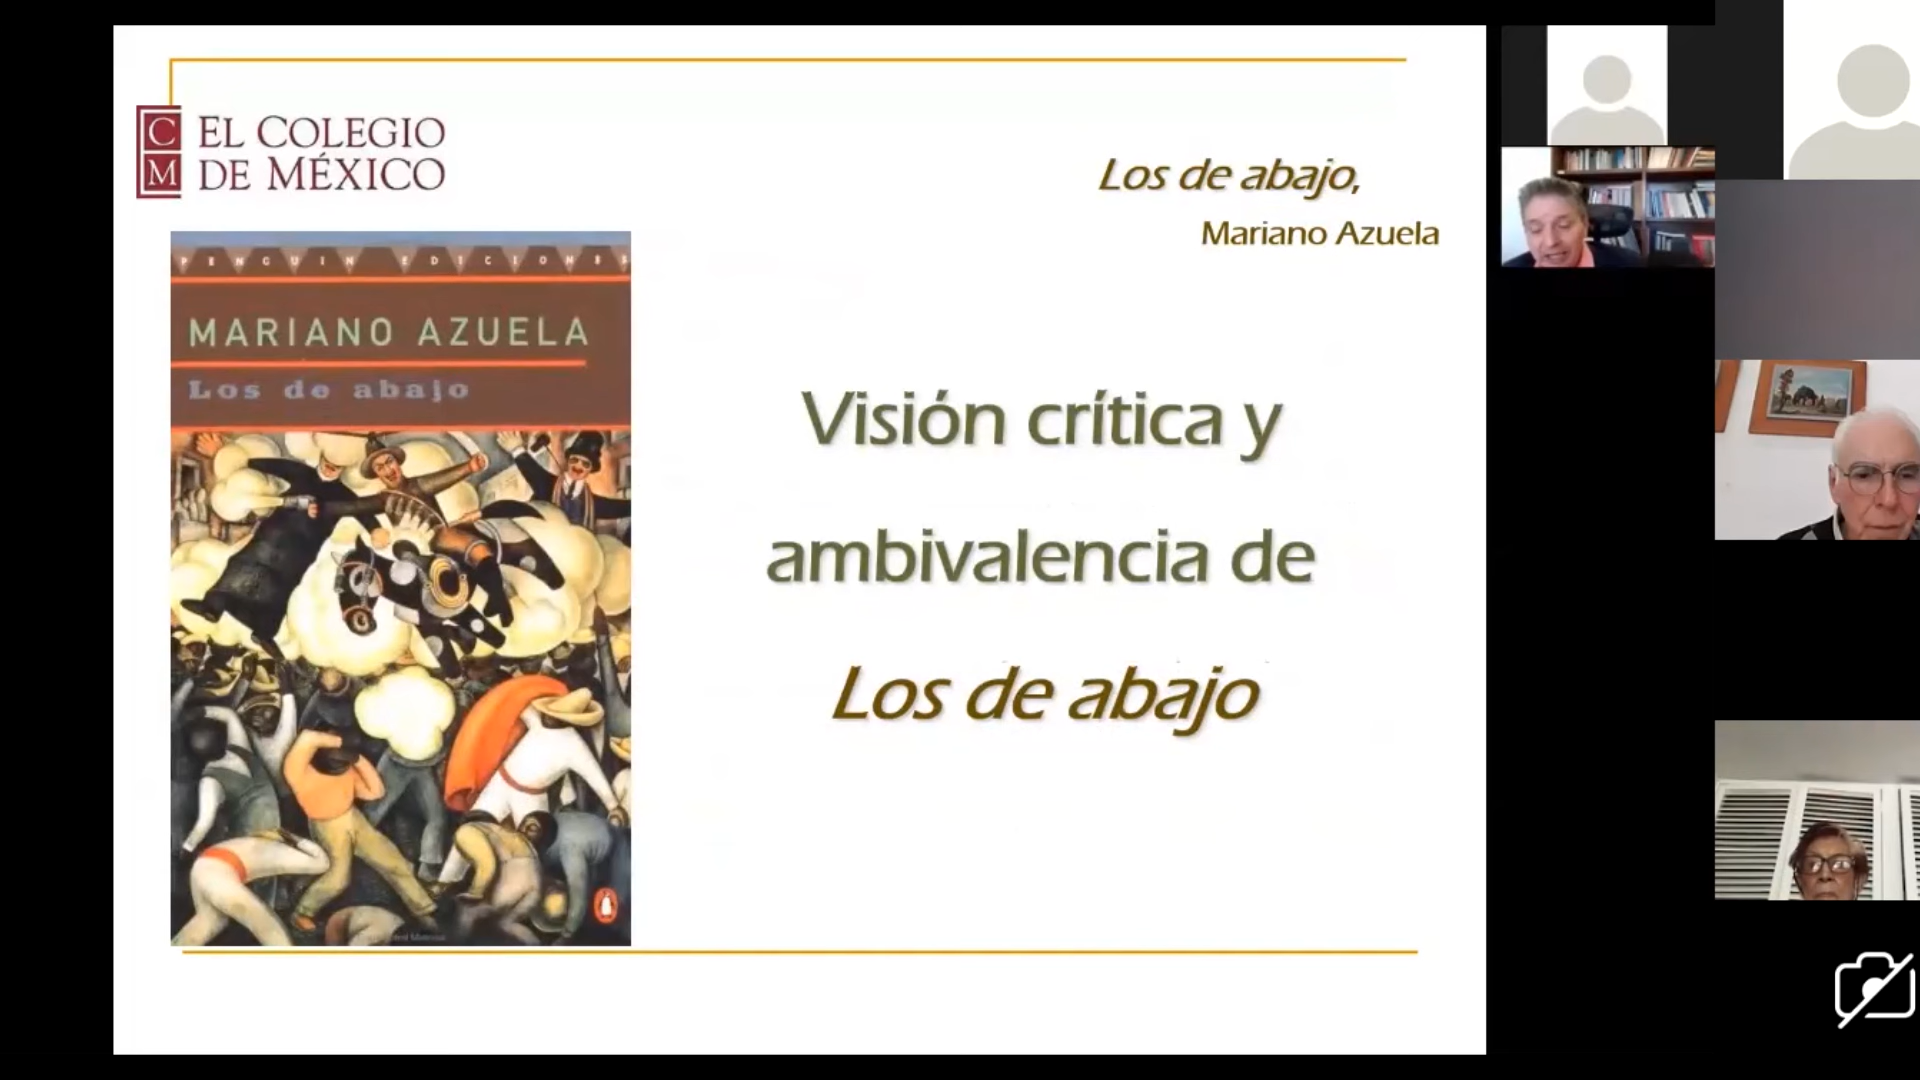 C
M
EL COLEGIO
DE MÉXICO
Los de abajo,
Mariano Azuela
PENGUIN EDICIONES
MARIANO AZUELA
Los de abajo
Visión crítica y
ambivalencia de
Los de abajo